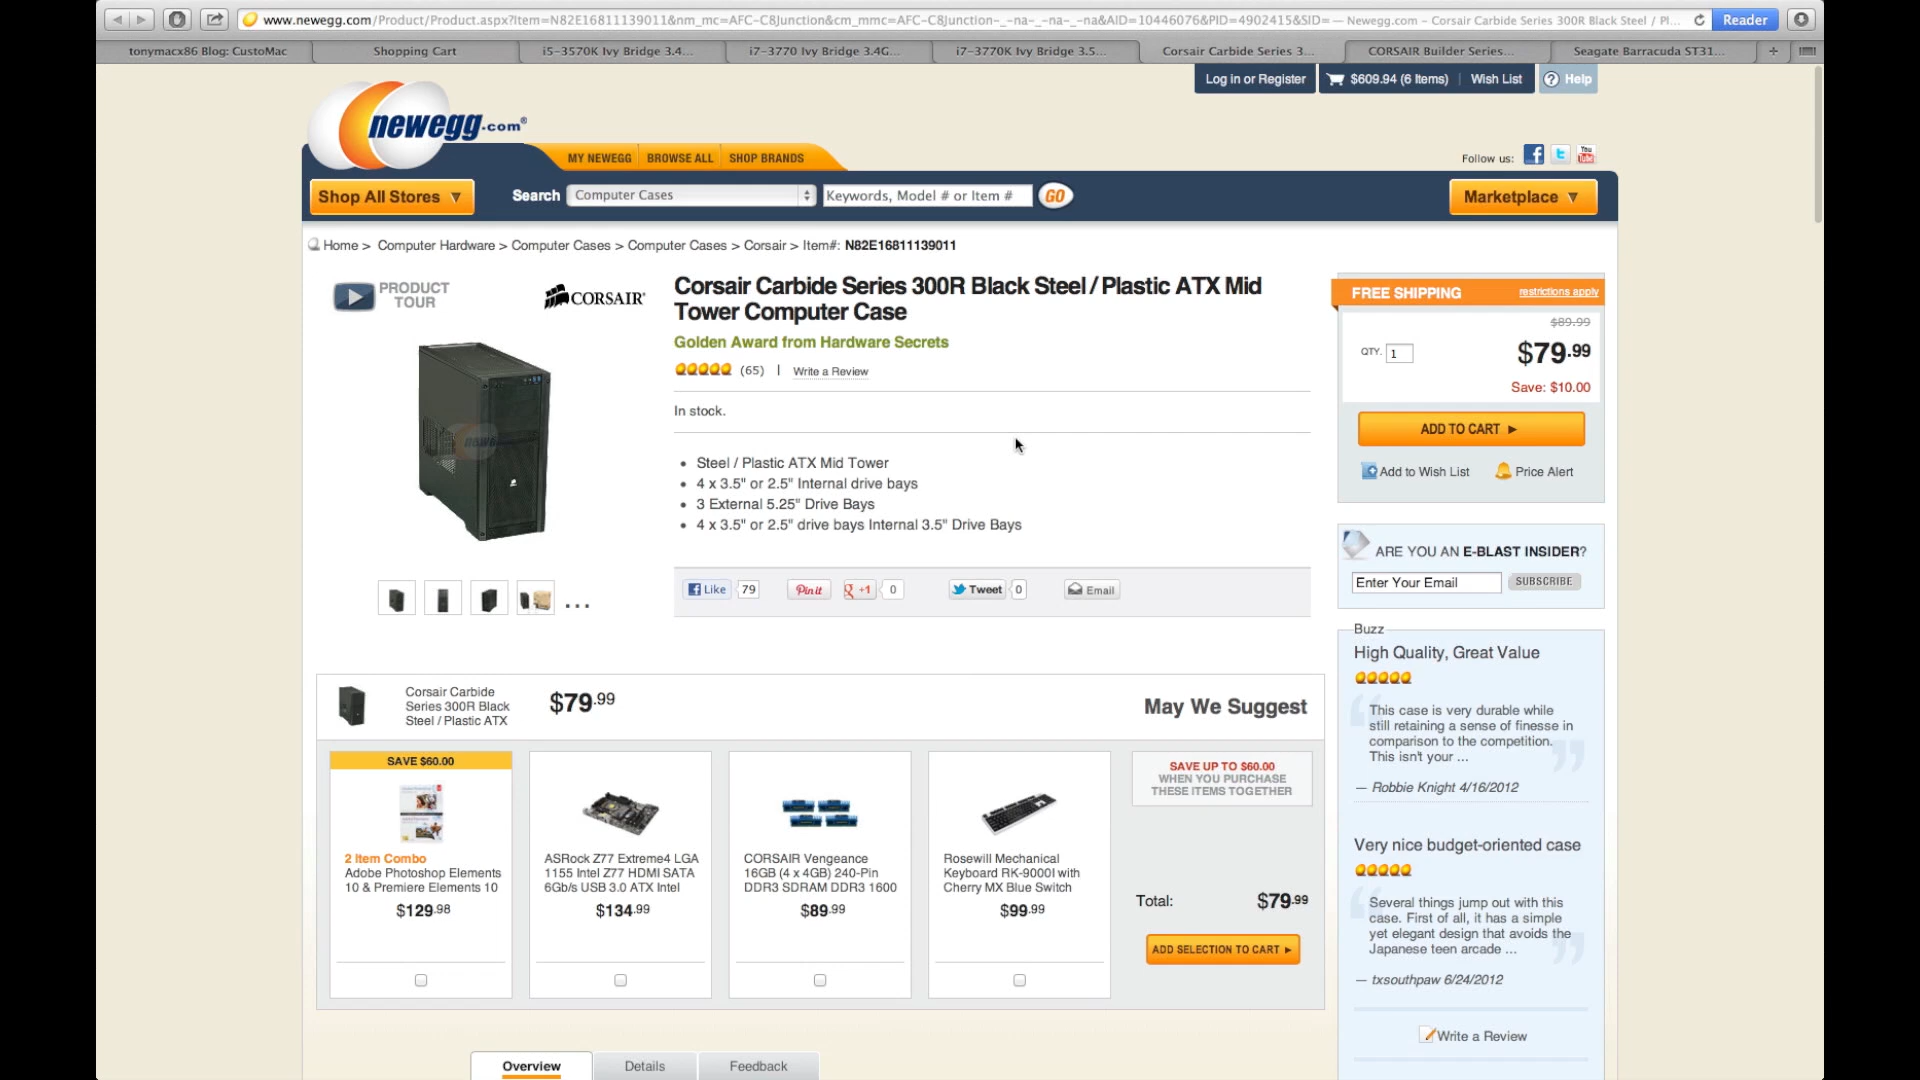 www.newegg.com/Product/Product.aspx?Item=N82E16811139011&nm_mc=AFC-C8Junction&cm_mmc=AFC-C8Junction-_-na-_-na-_-na&AID=10446076&PID=4902415&SID= — Newegg.com – Corsair Carbide Series 300R Black Steel / Pl...
Reader
tonymacx86 Blog: CustoMac
Shopping Cart
i5-3570K Ivy Bridge 3.4...
i7-3770 Ivy Bridge 3.4G...
i7-3770K Ivy Bridge 3.5...
Corsair Carbide Series 3...
CORSAIR Builder Series...
Seagate Barracuda ST31...
Log in or Register
$609.94 (6 Items)
Wish List
? Help
newegg.com®
MY NEWEGG
BROWSE ALL
SHOP BRANDS
Follow us:
f
t
You Tube
Shop All Stores ▼
Search
Computer Cases
Keywords, Model # or Item #
GO
Marketplace ▼
Home > Computer Hardware > Computer Cases > Computer Cases > Corsair > Item#: N82E16811139011
PRODUCT
TOUR
CORSAIR
Corsair Carbide Series 300R Black Steel / Plastic ATX Mid
Tower Computer Case
Golden Award from Hardware Secrets
(65) | Write a Review
In stock.
• Steel / Plastic ATX Mid Tower
• 4 x 3.5" or 2.5" Internal drive bays
• 3 External 5.25" Drive Bays
• 4 x 3.5" or 2.5" drive bays Internal 3.5" Drive Bays
Like 79
Pin it
g +1 0
Tweet 0
Email
...
FREE SHIPPING
restrictions apply
$89.99
QTY. 1
$79.99
Save: $10.00
ADD TO CART ►
Add to Wish List
Price Alert
ARE YOU AN E-BLAST INSIDER?
Enter Your Email
SUBSCRIBE
Buzz
High Quality, Great Value
This case is very durable while
still retaining a sense of finesse in
comparison to the competition.
This isn't your ...
— Robbie Knight 4/16/2012
Very nice budget-oriented case
Several things jump out with this
case. First of all, it has a simple
yet elegant design that avoids the
Japanese teen arcade ...
— txsouthpaw 6/24/2012
Write a Review
Corsair Carbide
Series 300R Black
Steel / Plastic ATX
$79.99
May We Suggest
SAVE $60.00
2 Item Combo
Adobe Photoshop Elements
10 & Premiere Elements 10
$129.98
ASRock Z77 Extreme4 LGA
1155 Intel Z77 HDMI SATA
6Gb/s USB 3.0 ATX Intel
$134.99
CORSAIR Vengeance
16GB (4 x 4GB) 240-Pin
DDR3 SDRAM DDR3 1600
$89.99
Rosewill Mechanical
Keyboard RK-9000I with
Cherry MX Blue Switch
$99.99
SAVE UP TO $60.00
WHEN YOU PURCHASE
THESE ITEMS TOGETHER
Total: $79.99
ADD SELECTION TO CART ►
Overview
Details
Feedback